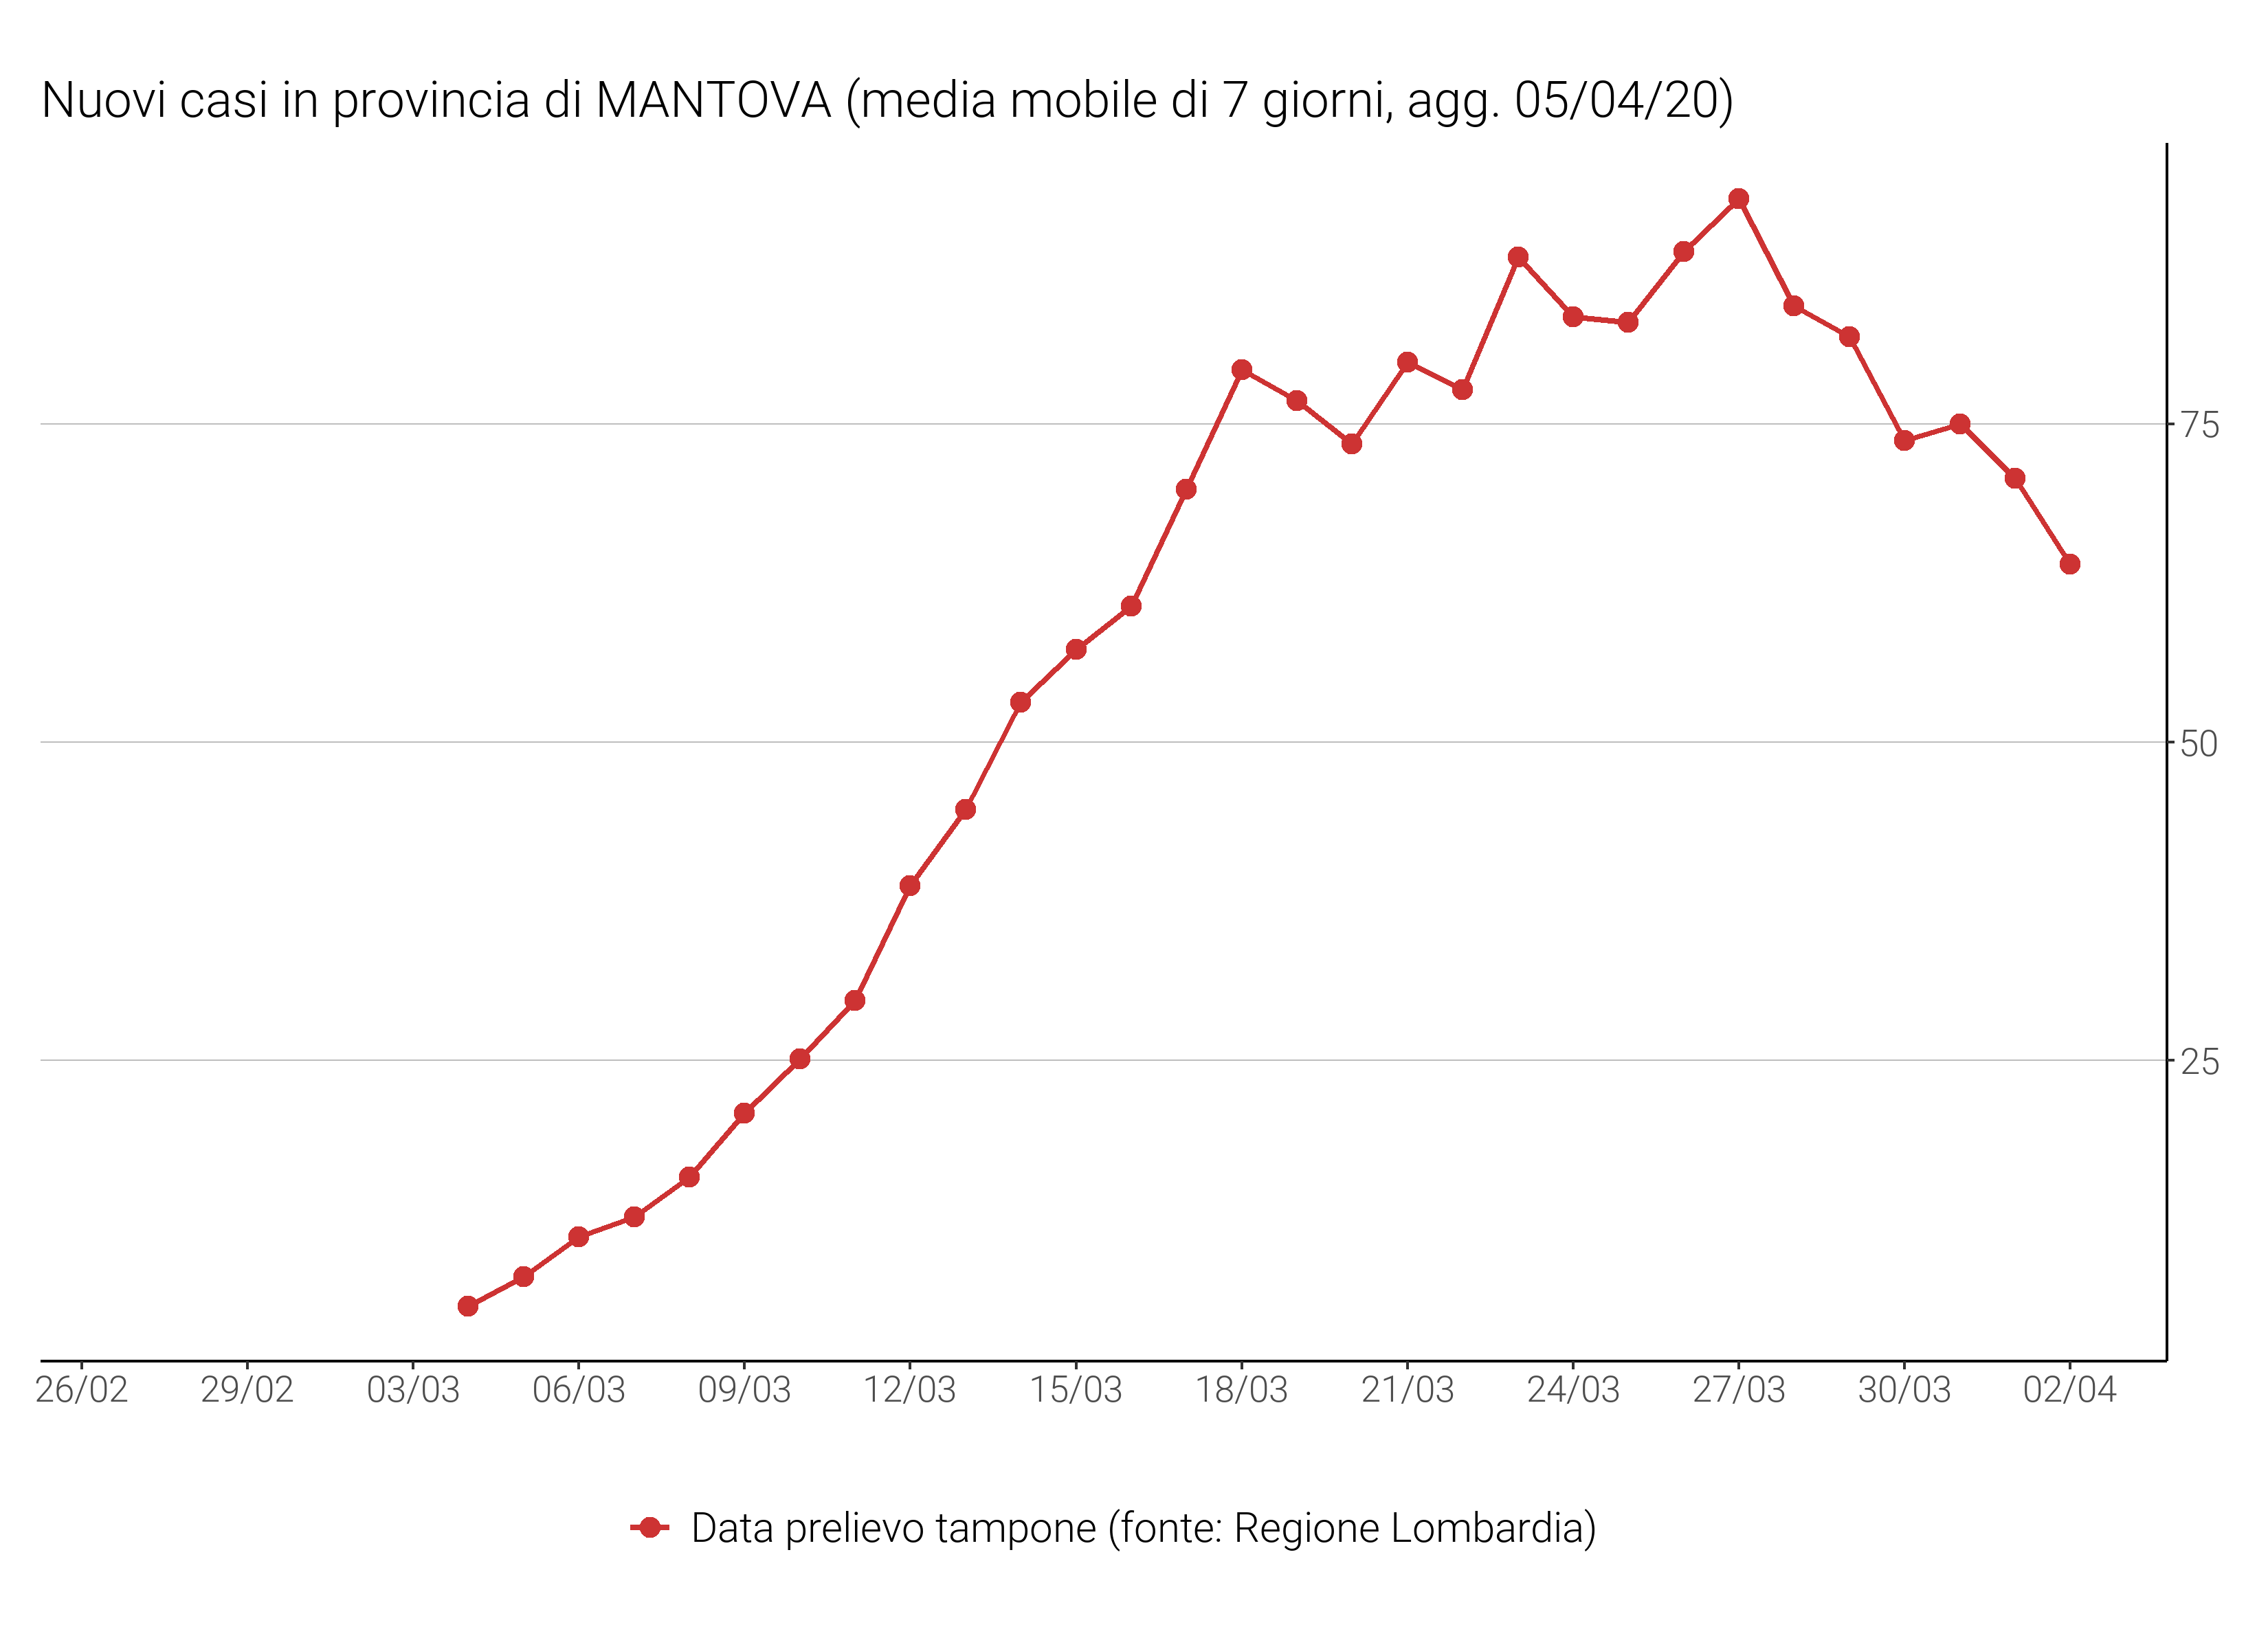 Nuovi casi in provincia di MANTOVA (media mobile di 7 giorni, agg. 05/04/20)
75
50
25
26/02 29/02 03/03 06/03 09/03 12/03 15/03 18/03 21/03 24/03 27/03 30/03 02/04
Data prelievo tampone (fonte: Regione Lombardia)